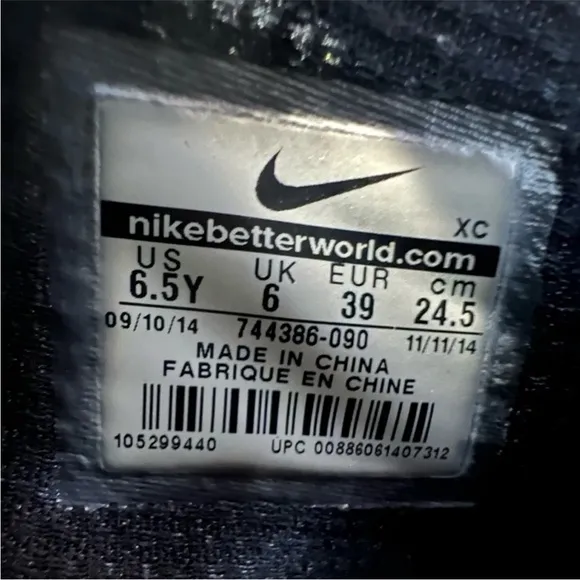 XC
nikebetterworld.com
US UK EUR cm
6.5Y 6 39 24.5
09/10/14 744386-090 11/11/14
MADE IN CHINA
FABRIQUE EN CHINE
105299440 UPC 00886061407312